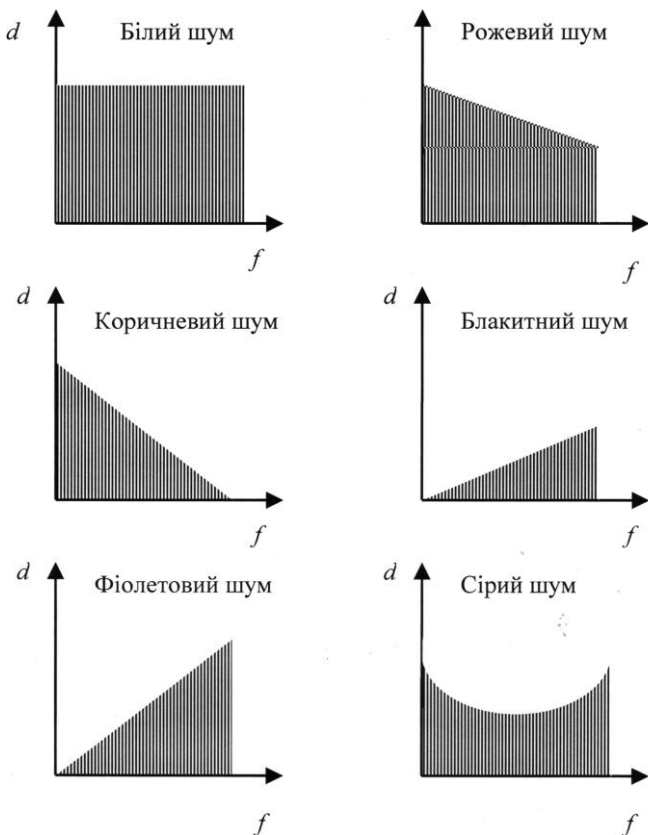 d
Білий шум
f
Рожевий шум
f
d
Коричневий шум
f
d
Блакитний шум
f
d
Фіолетовий шум
f
d
Сірий шум
f